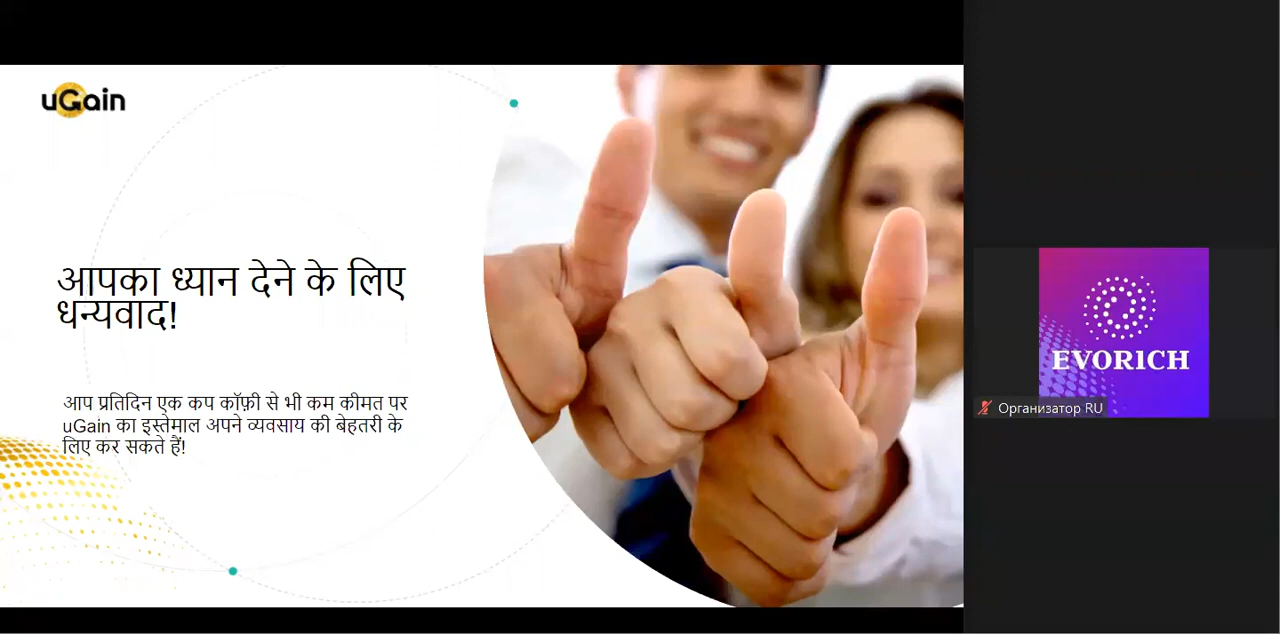 uGain
आपका ध्यान देने के लिए
धन्यवाद!
आप प्रतिदिन एक कप कॉफ़ी से भी कम कीमत पर
uGain का इस्तेमाल अपने व्यवसाय की बेहतरी के
लिए कर सकते हैं!
EVORICH
Организатор RU